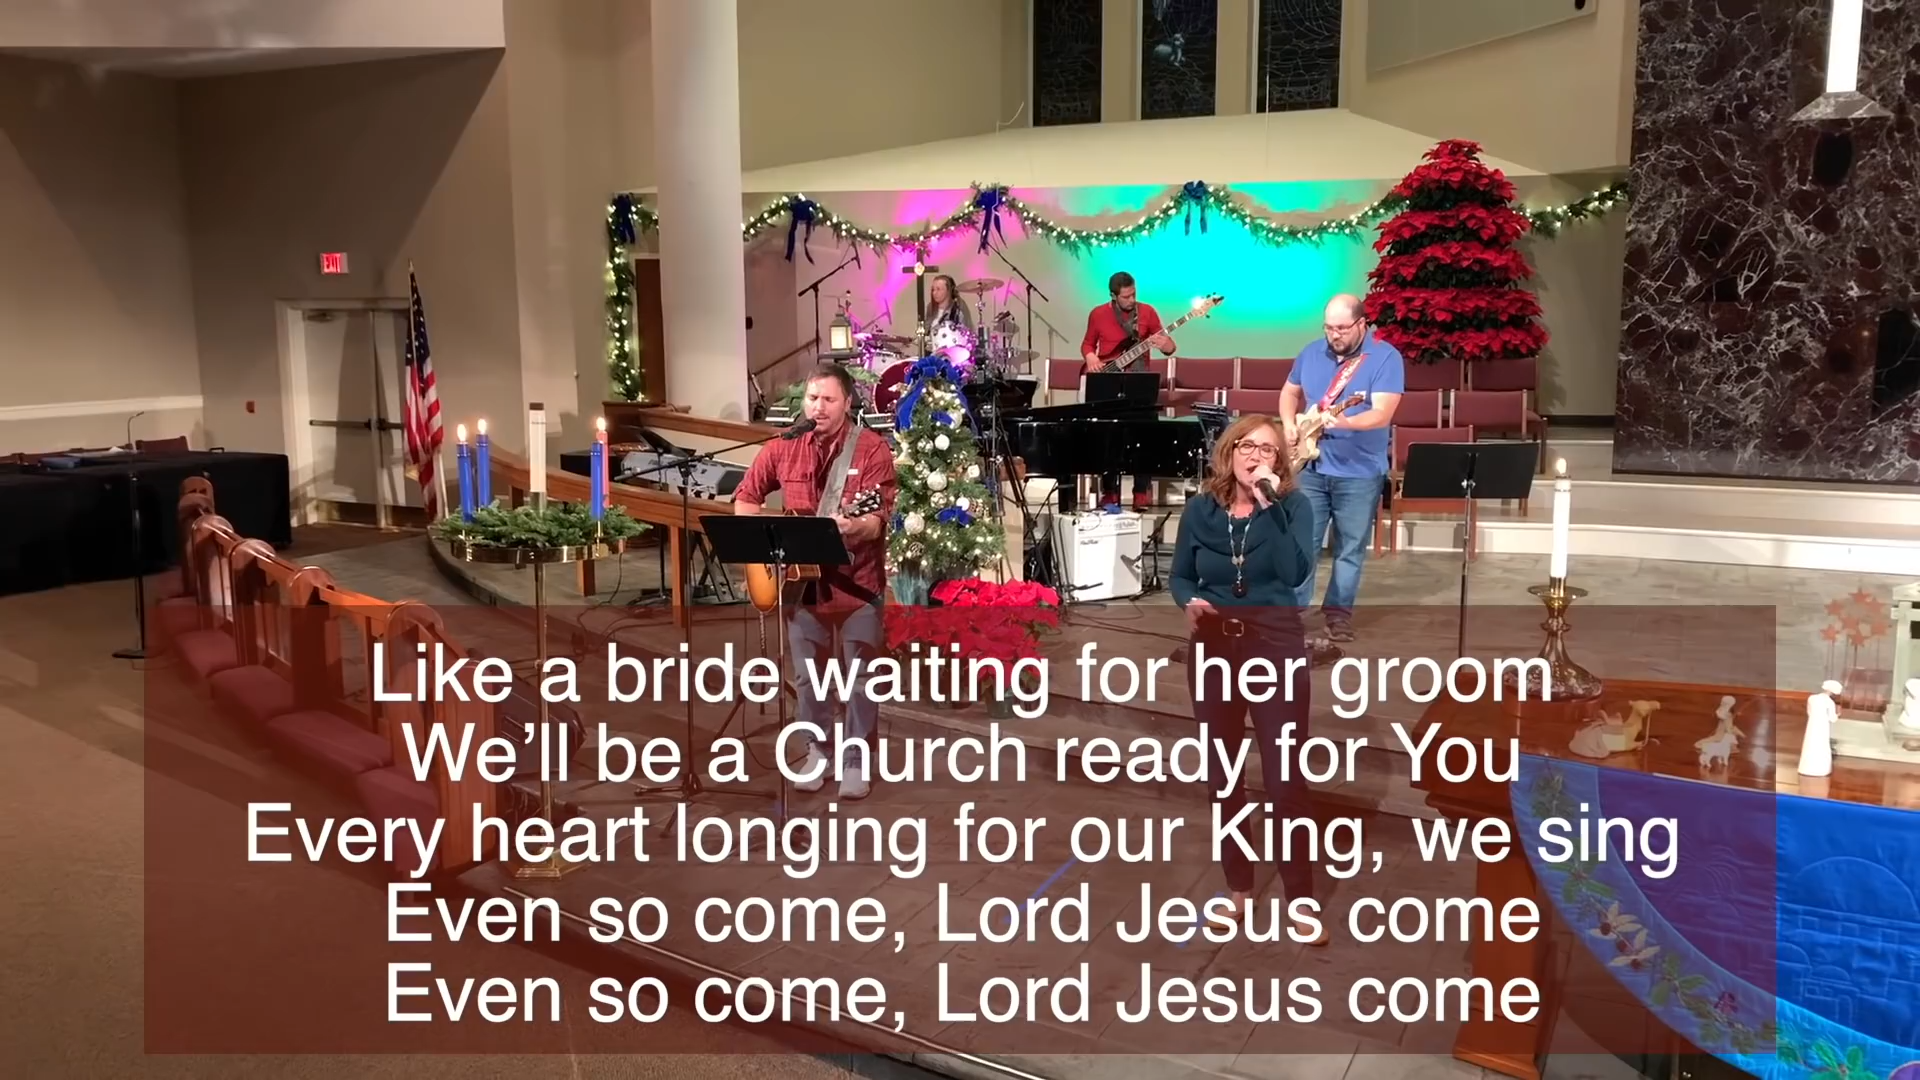 EXIT
Like a bride waiting for her groom
We’ll be a Church ready for You
Every heart longing for our King, we sing
Even so come, Lord Jesus come
Even so come, Lord Jesus come